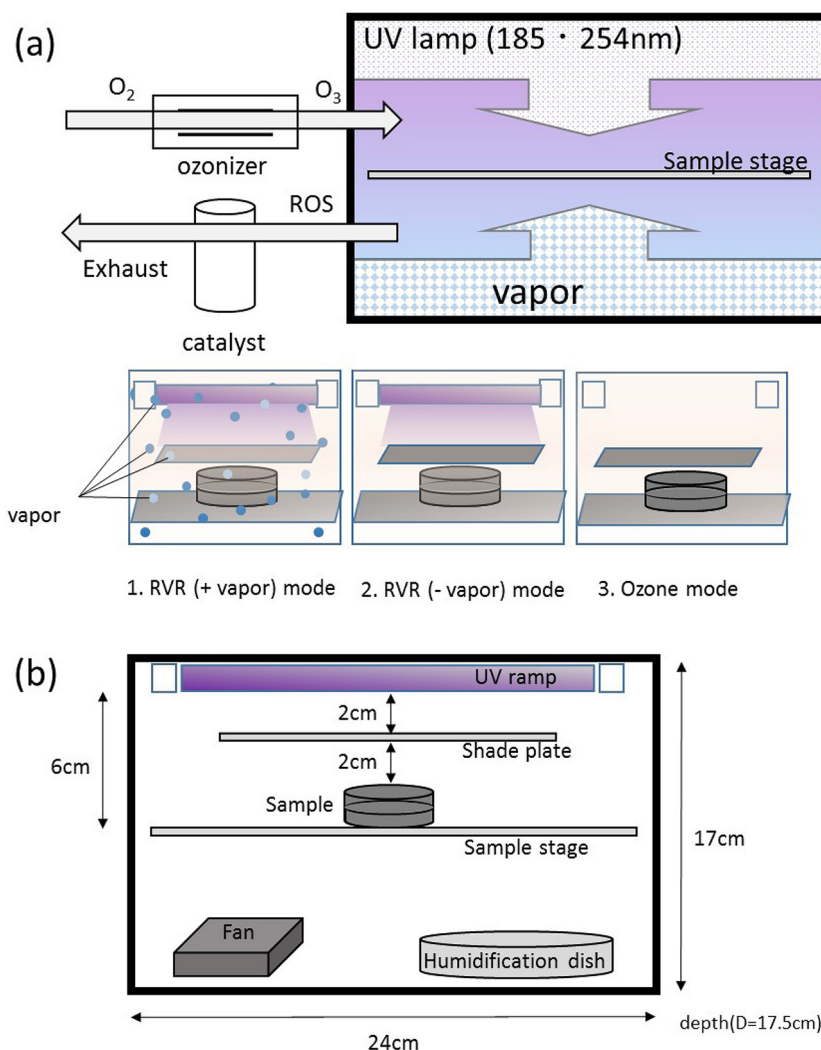 (a)
UV lamp (185・254nm)
O2
O3
ozonizer
Sample stage
ROS
Exhaust
catalyst
vapor
vapor
1. RVR (+ vapor) mode
2. RVR (- vapor) mode
3. Ozone mode
(b)
UV ramp
2cm
Shade plate
6cm
2cm
Sample
Sample stage
17cm
Fan
Humidification dish
24cm
depth(D=17.5cm)